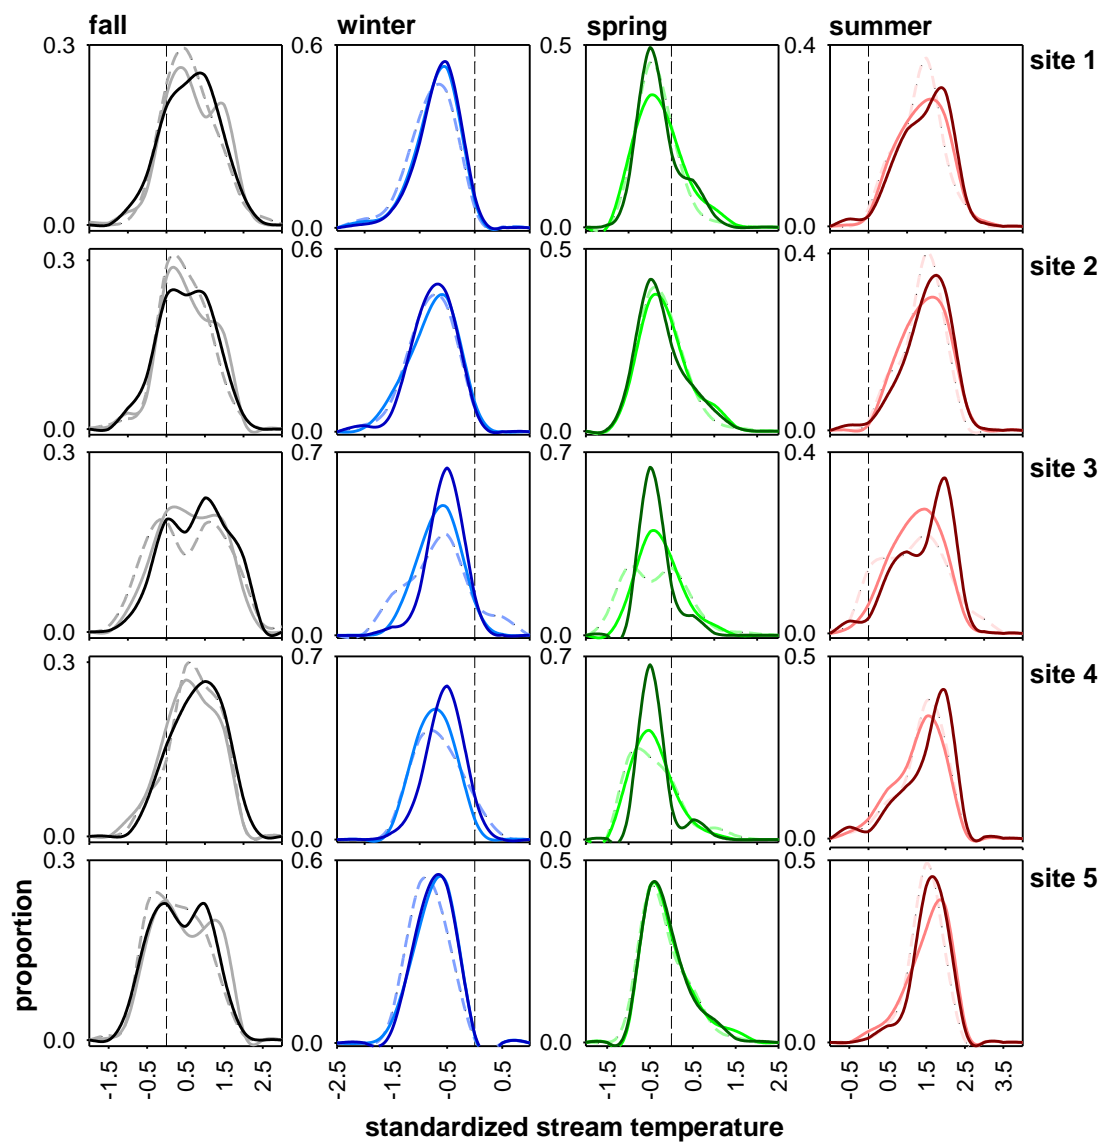 fall winter spring summer
0.3 0.6 0.5 0.4 site 1
0.0 0.0 0.0 0.0
0.3 0.6 0.5 0.4 site 2
0.0 0.0 0.0 0.0
0.3 0.7 0.7 0.4 site 3
0.0 0.0 0.0 0.0
0.3 0.7 0.7 0.5 site 4
0.0 0.0 0.0 0.0
0.3 0.6 0.5 0.5 site 5
proportion
0.0 0.0 0.0 0.0
-1.5 -0.5 0.5 1.5 2.5 -2.5 -1.5 -0.5 0.5 -1.5 -0.5 0.5 1.5 2.5 -0.5 0.5 1.5 2.5 3.5
standardized stream temperature